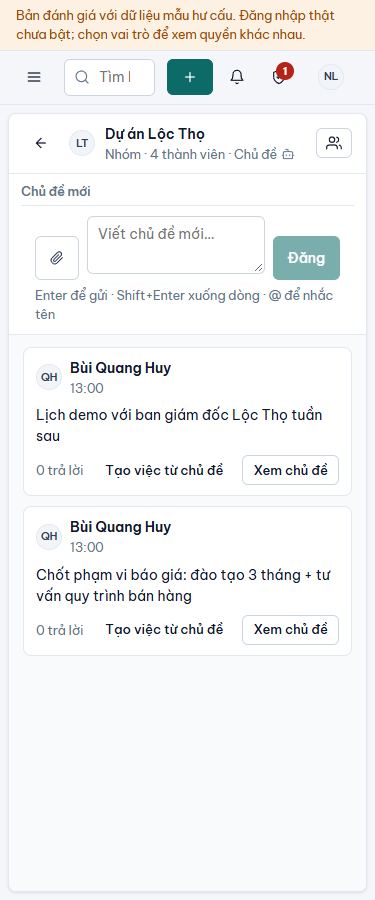 Bản đánh giá với dữ liệu mẫu hư cấu. Đăng nhập thật
chưa bật; chọn vai trò để xem quyền khác nhau.
Tìm
1
NL
LT
Dự án Lộc Thọ
Nhóm · 4 thành viên · Chủ đề
Chủ đề mới
Viết chủ đề mới...
Đăng
Enter để gửi · Shift+Enter xuống dòng · @ để nhắc
tên
QH
Bùi Quang Huy
13:00
Lịch demo với ban giám đốc Lộc Thọ tuần
sau
0 trả lời
Tạo việc từ chủ đề
Xem chủ đề
QH
Bùi Quang Huy
13:00
Chốt phạm vi báo giá: đào tạo 3 tháng + tư
vấn quy trình bán hàng
0 trả lời
Tạo việc từ chủ đề
Xem chủ đề